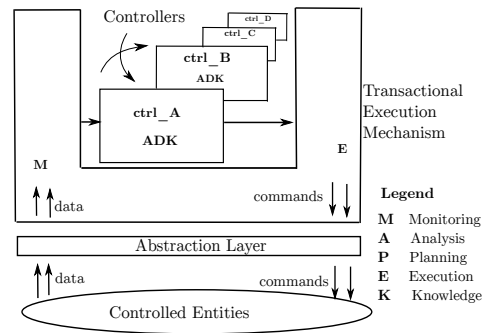 Controllers
ctrl_D
ctrl_C
ctrl_B
ADK
ctrl_A
ADK
Transactional
Execution
Mechanism
M
E
data
commands
Legend
M Monitoring
A Analysis
P Planning
E Execution
K Knowledge
Abstraction Layer
data
commands
Controlled Entities